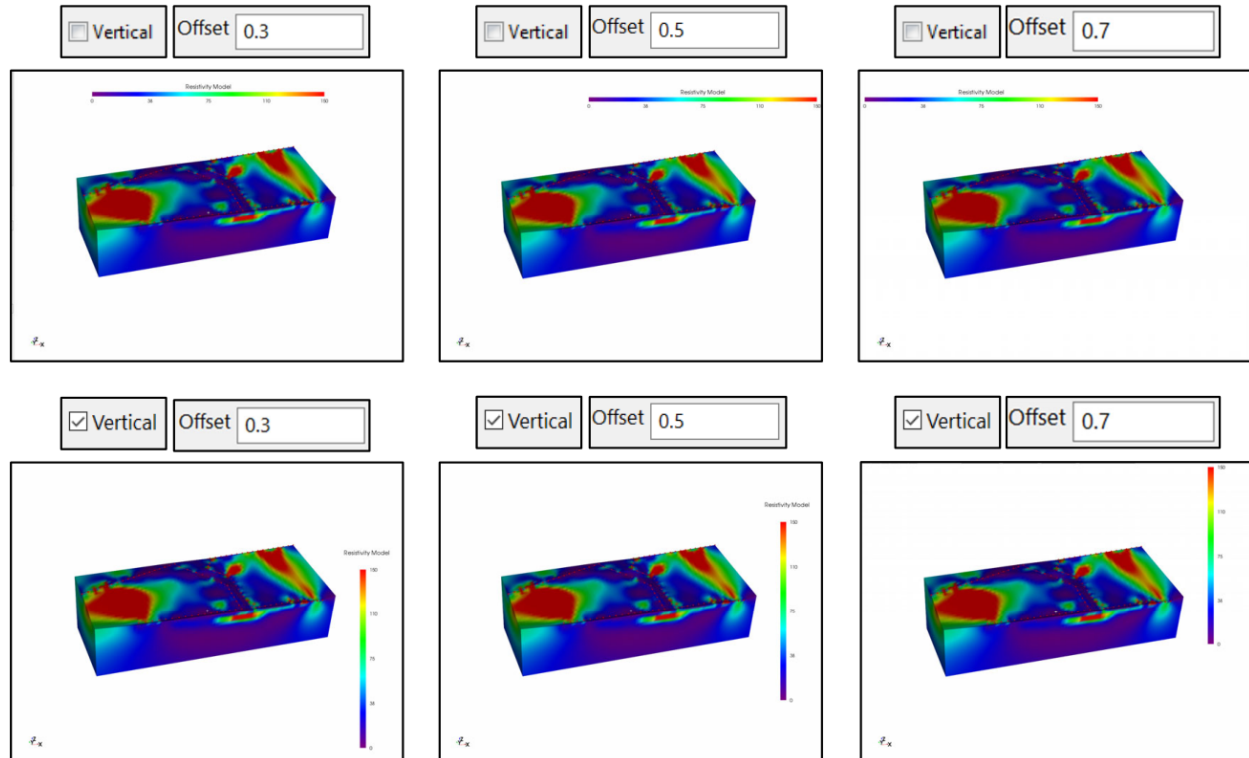 Vertical Offset 0.3
Vertical Offset 0.5
Vertical Offset 0.7
Resistivity Model
0 38 75 110 150
Resistivity Model
0 38 75 110 150
Resistivity Model
0 38 75 110 150
X
X
X
Vertical Offset 0.3
Vertical Offset 0.5
Vertical Offset 0.7
Resistivity Model
150
110
75
38
0
Resistivity Model
150
110
75
38
0
150
110
75
38
0
X
X
X